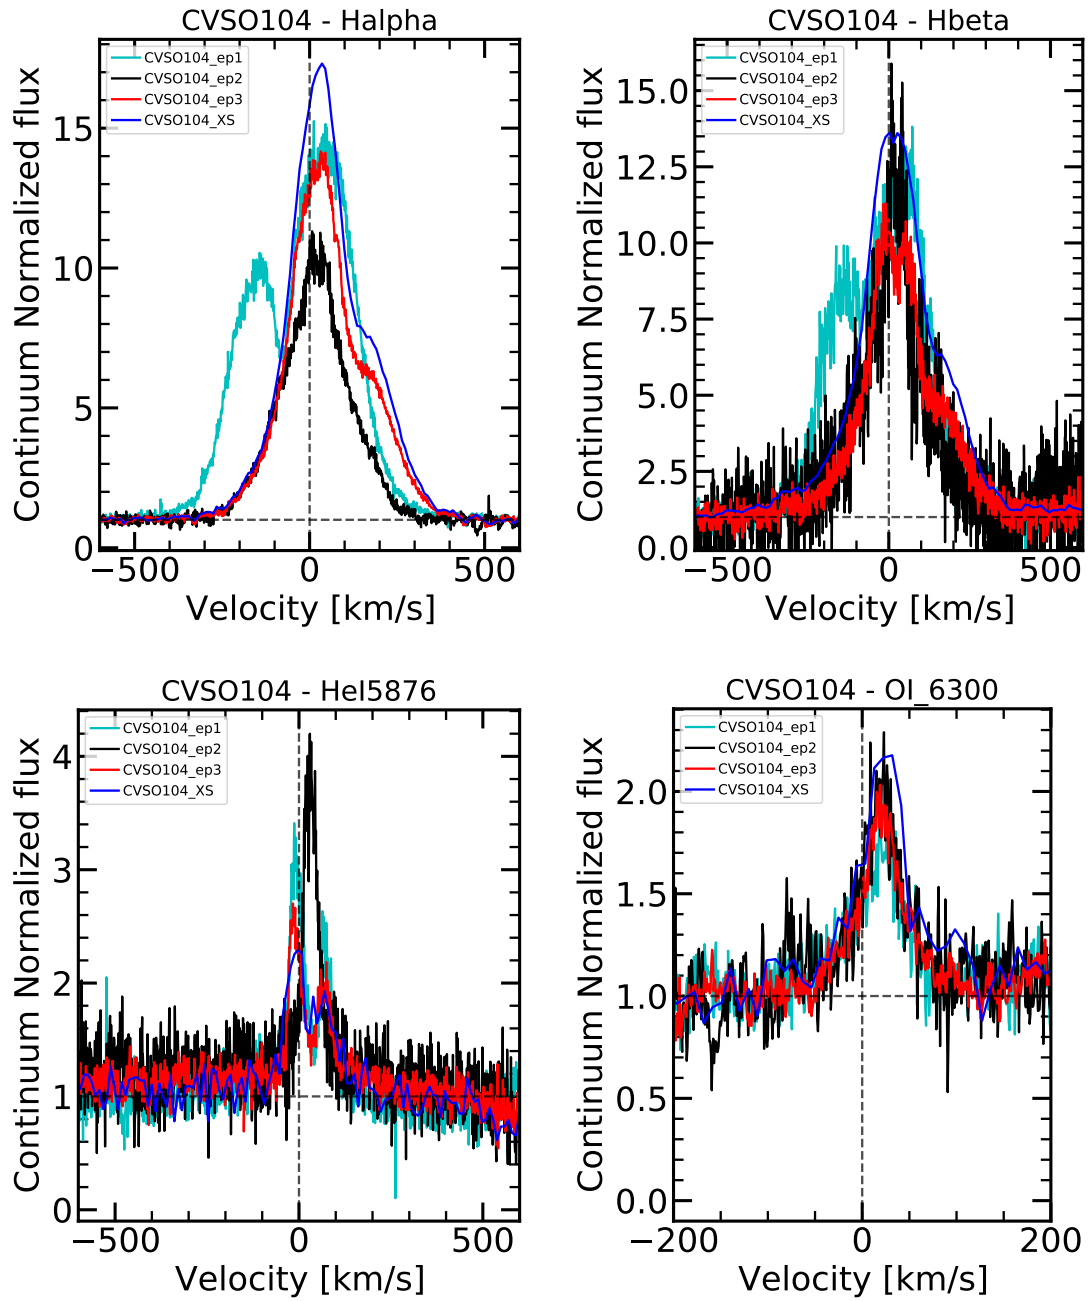 CVSO104 - Halpha
CVSO104_ep1
CVSO104_ep2
CVSO104_ep3
CVSO104_XS
Continuum Normalized flux
15
10
5
0
−500
0
500
Velocity [km/s]
CVSO104 - Hbeta
CVSO104_ep1
CVSO104_ep2
CVSO104_ep3
CVSO104_XS
Continuum Normalized flux
15.0
12.5
10.0
7.5
5.0
2.5
0.0
−500
0
500
Velocity [km/s]
CVSO104 - HeI5876
CVSO104_ep1
CVSO104_ep2
CVSO104_ep3
CVSO104_XS
Continuum Normalized flux
4
3
2
1
0
−500
0
500
Velocity [km/s]
CVSO104 - OI_6300
CVSO104_ep1
CVSO104_ep2
CVSO104_ep3
CVSO104_XS
Continuum Normalized flux
2.0
1.5
1.0
0.5
0.0
−200
0
200
Velocity [km/s]